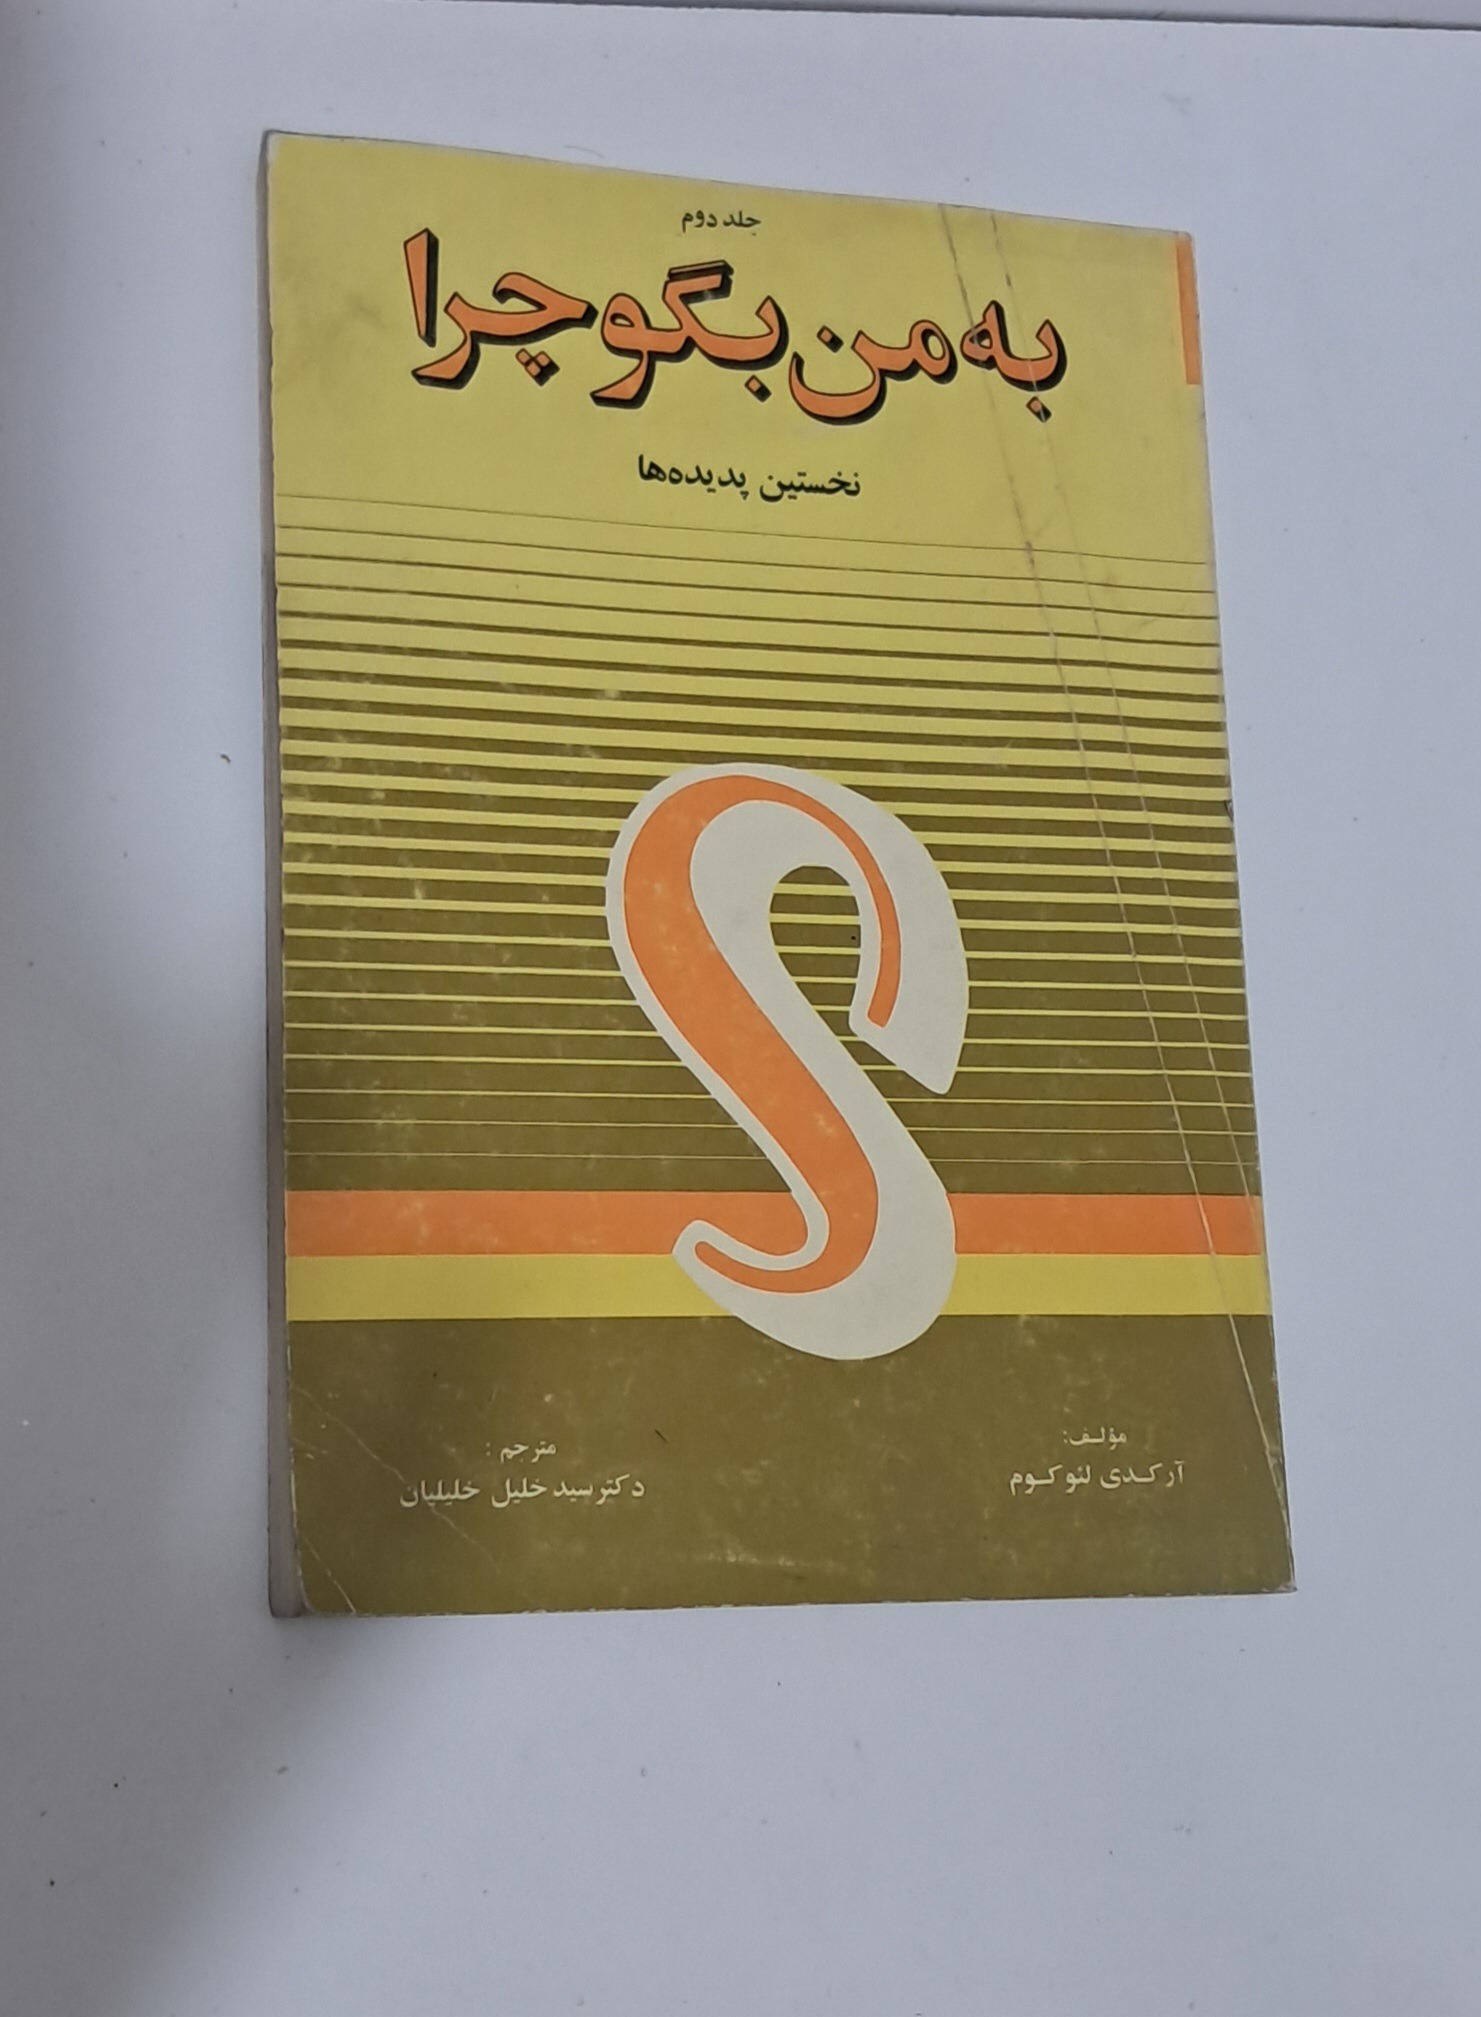 جلد دوم
به من بگو چرا
نخستین پدیده‌ها
مؤلف:
آرکدی لئوکوم
مترجم:
دکتر سید خلیل خلیلیان